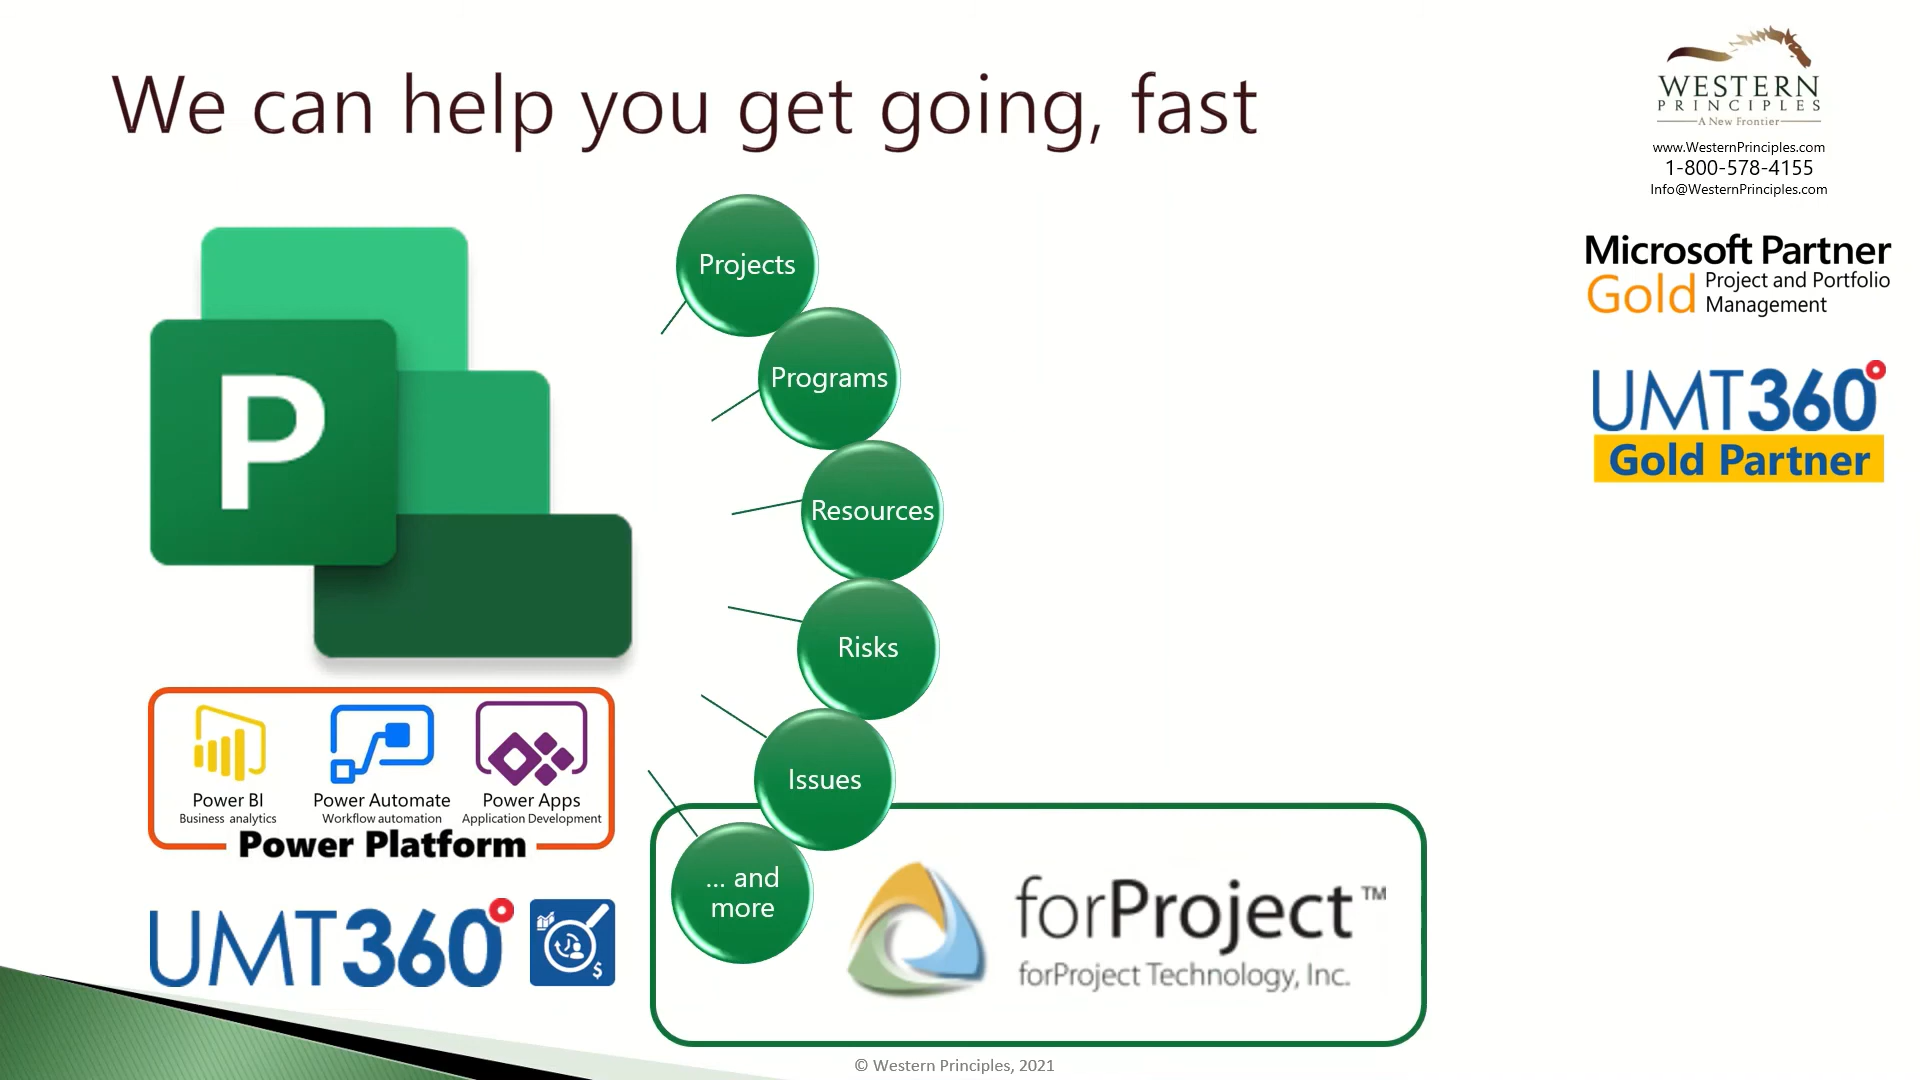 We can help you get going, fast
WESTERN
PRINCIPLES
A New Frontier
www.WesternPrinciples.com
1-800-578-4155
Info@WesternPrinciples.com
Microsoft Partner
Gold Project and Portfolio
Management
UMT360
Gold Partner
P
Projects
Programs
Resources
Risks
Issues
... and
more
Power BI
Business analytics
Power Automate
Workflow automation
Power Apps
Application Development
Power Platform
UMT360
$
forProject™
forProject Technology, Inc.
© Western Principles, 2021